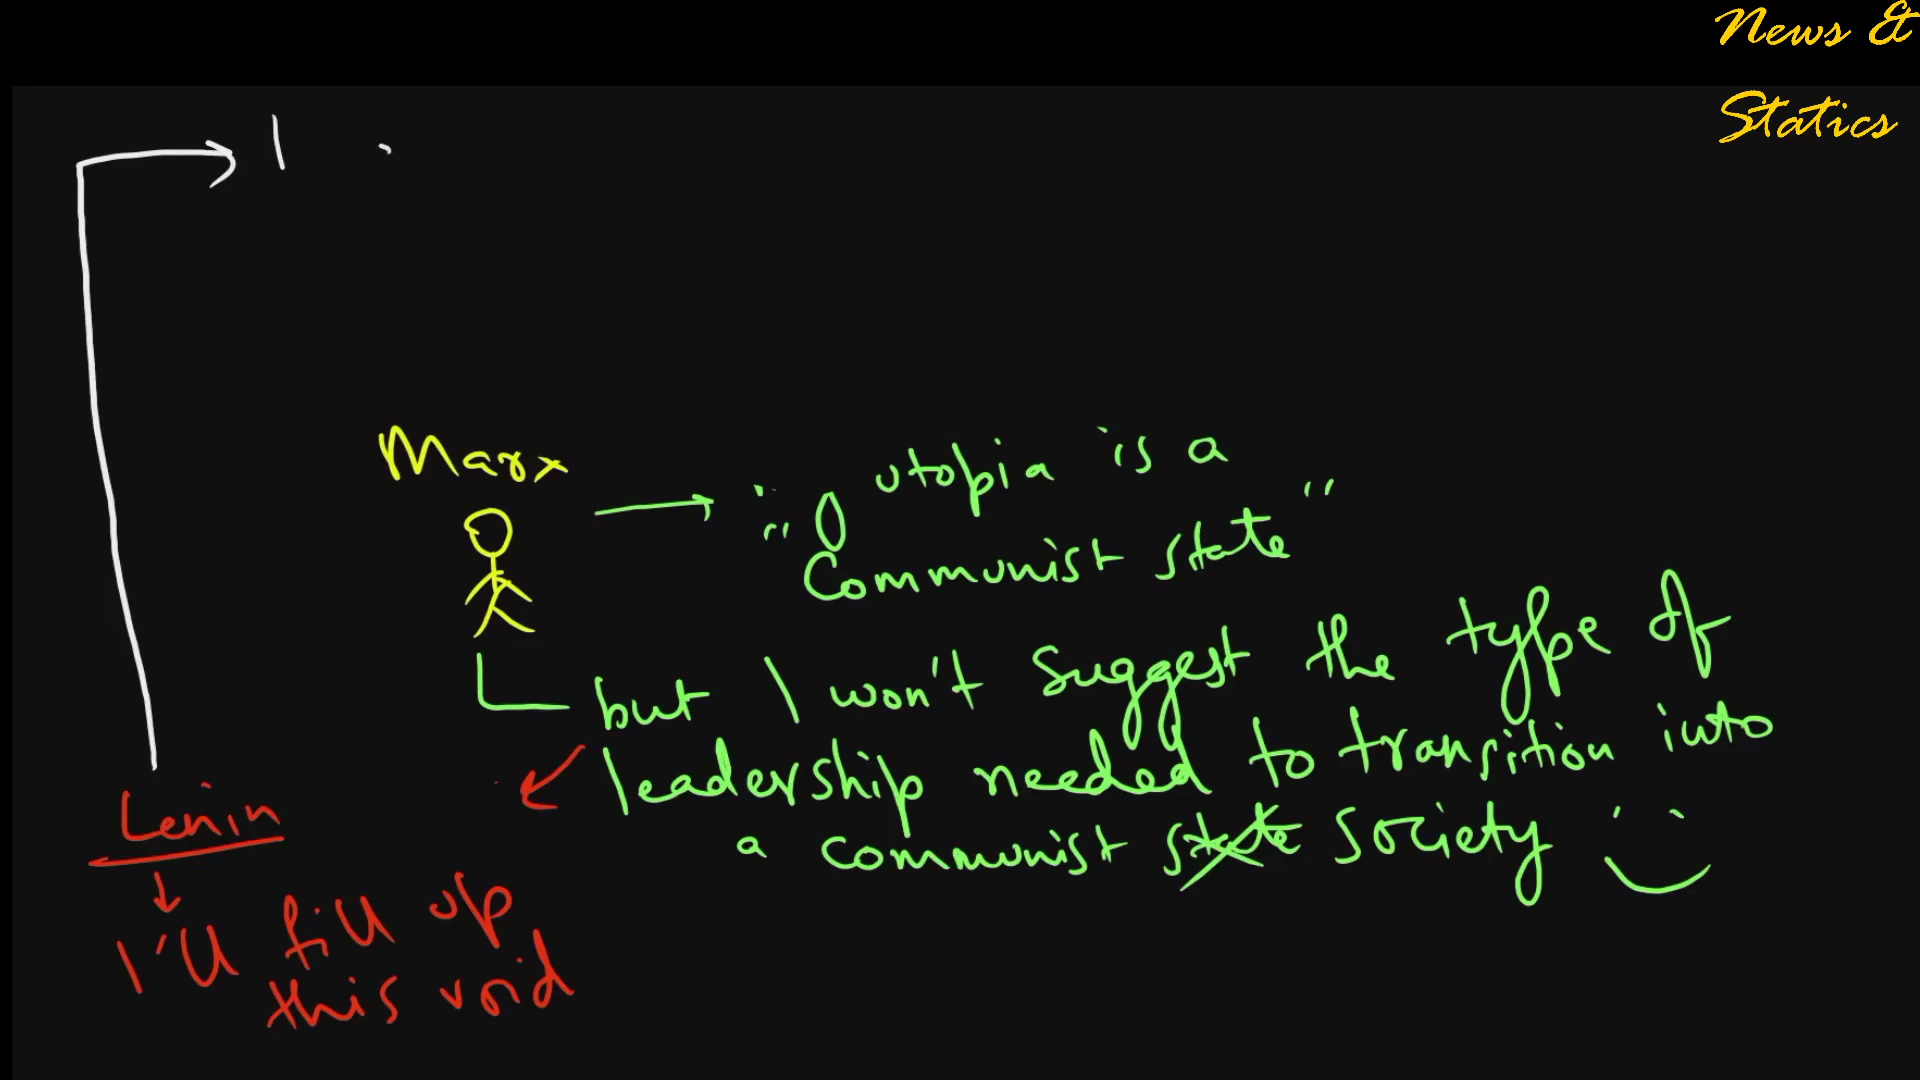 News &
Statics
I
Marx
utopia is a
Communist state"
but I won't suggest the type of
leadership needed to transition into
a communist state society
Lenin
I'll fill up
this void